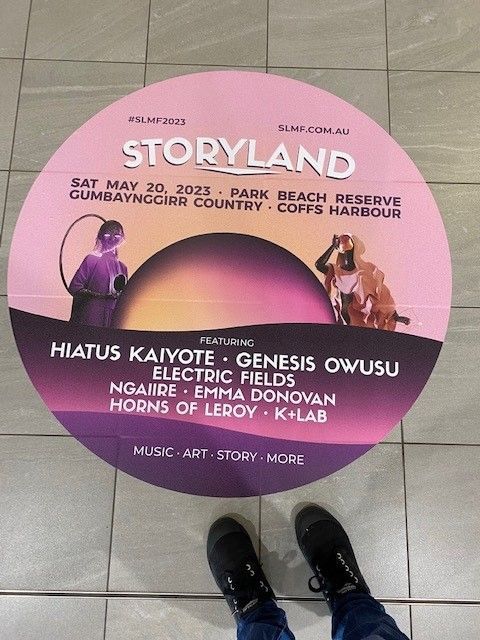 #SLMF2023
SLMF.COM.AU
STORYLAND
SAT MAY 20, 2023 · PARK BEACH RESERVE
GUMBAYNGGIRR COUNTRY · COFFS HARBOUR
FEATURING
HIATUS KAIYOTE · GENESIS OWUSU
ELECTRIC FIELDS
NGAIIRE · EMMA DONOVAN
HORNS OF LEROY · K+LAB
MUSIC · ART · STORY · MORE